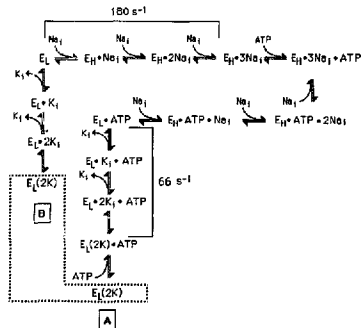 180 s⁻¹
Naᵢ Naᵢ Naᵢ ATP
E_L E_H•Naᵢ E_H•2Naᵢ E_H•3Naᵢ E_H•3Naᵢ•ATP
Kᵢ
Naᵢ Naᵢ Naᵢ
E_L•Kᵢ E_L•ATP E_H•ATP•Naᵢ E_H•ATP•2Naᵢ
Kᵢ Kᵢ
E_L•2Kᵢ E_L•Kᵢ•ATP
Kᵢ 66 s⁻¹
E_L(2K) E_L•2Kᵢ•ATP
B
E_L(2K)•ATP
ATP
E_L(2K)
A